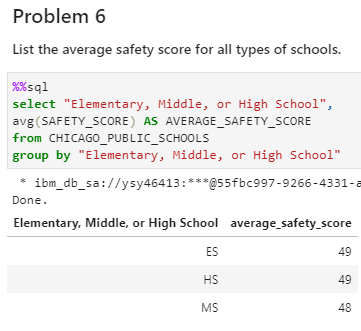 Problem 6
List the average safety score for all types of schools.
%%sql
select "Elementary, Middle, or High School",
avg(SAFETY_SCORE) AS AVERAGE_SAFETY_SCORE
from CHICAGO_PUBLIC_SCHOOLS
group by "Elementary, Middle, or High School"
* ibm_db_sa://ysy46413:***@55fbc997-9266-4331-a
Done.
Elementary, Middle, or High School average_safety_score
ES 49
HS 49
MS 48